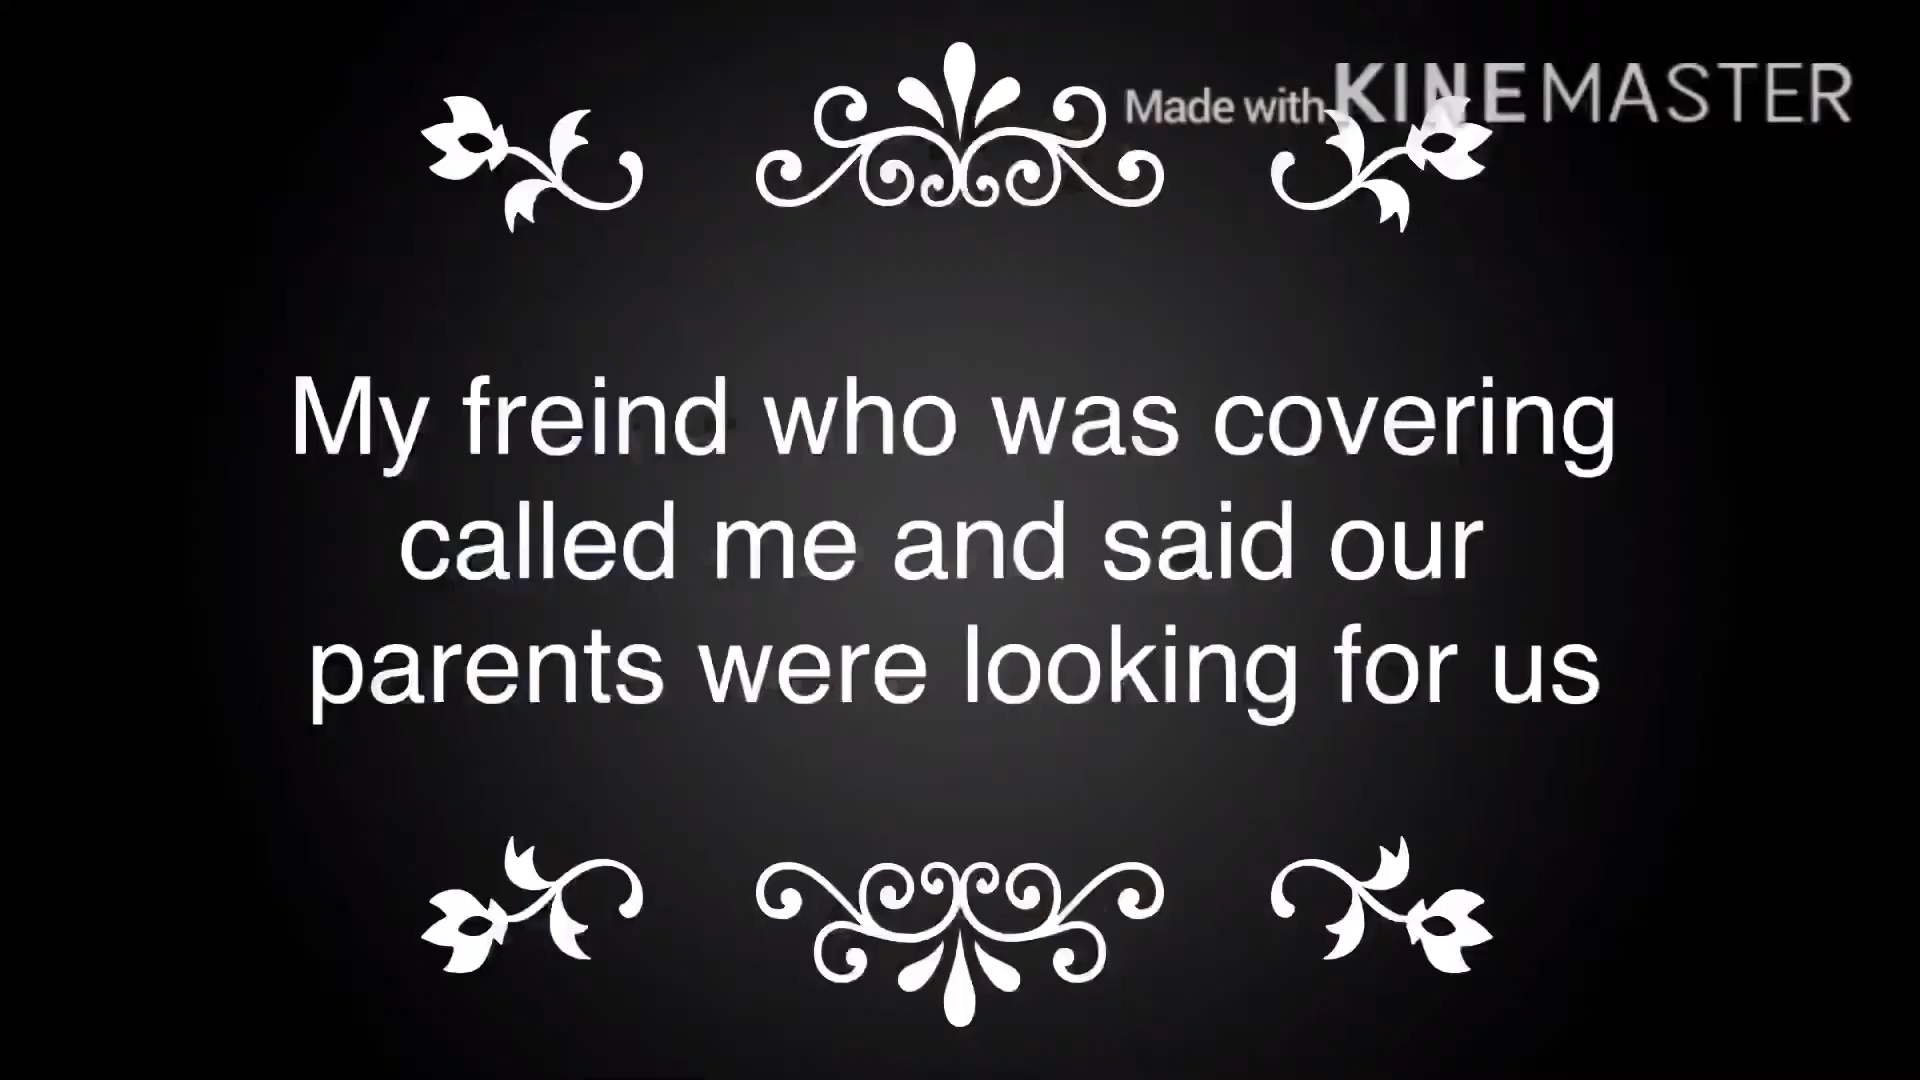 Made with KINEMASTER
My freind who was covering
called me and said our
parents were looking for us